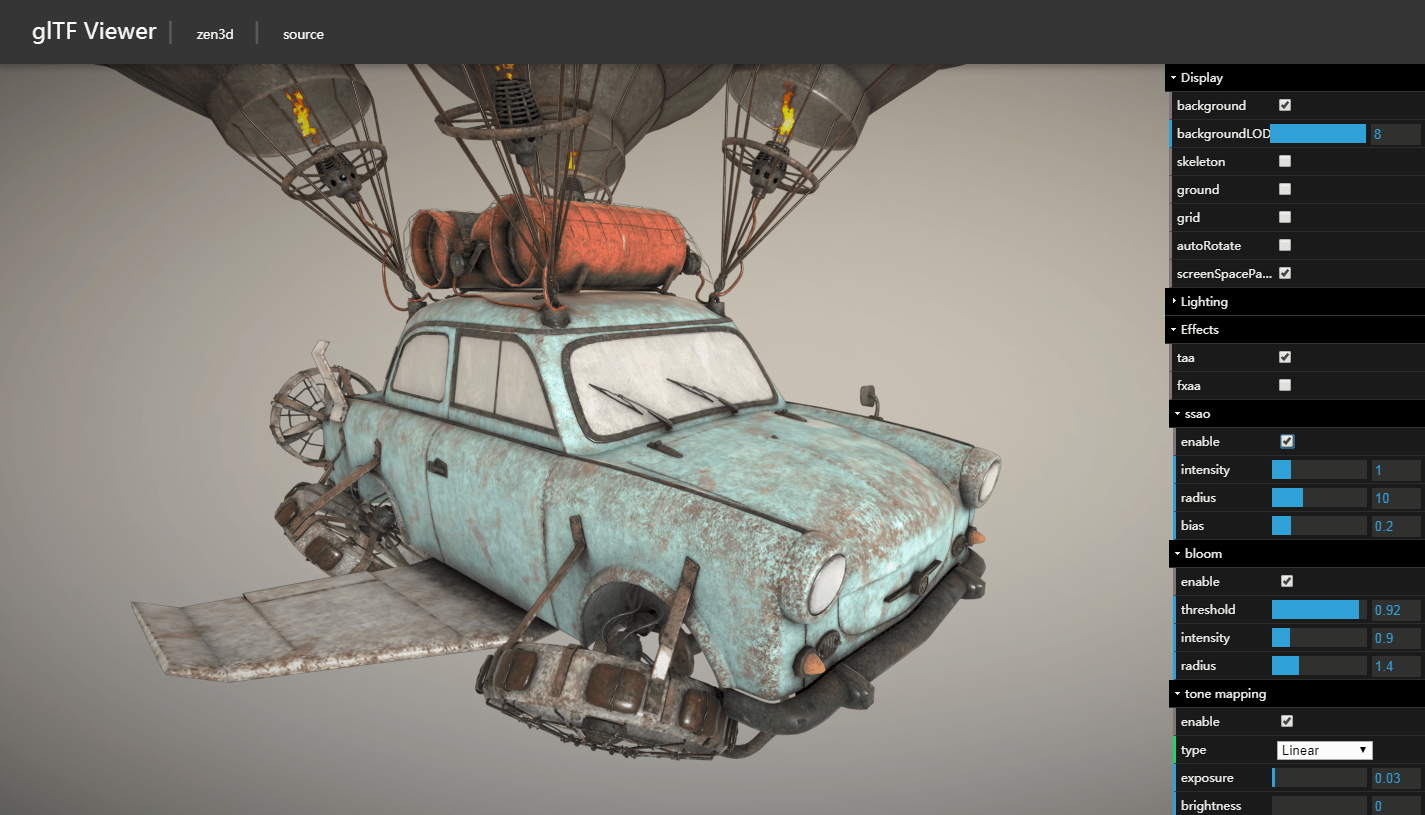 glTF Viewer zen3d source
Display
background
backgroundLOD 8
skeleton
ground
grid
autoRotate
screenSpacePa...
Lighting
Effects
taa
fxaa
ssao
enable
intensity 1
radius 10
bias 0.2
bloom
enable
threshold 0.92
intensity 0.9
radius 1.4
tone mapping
enable
type Linear
exposure 0.03
brightness 0